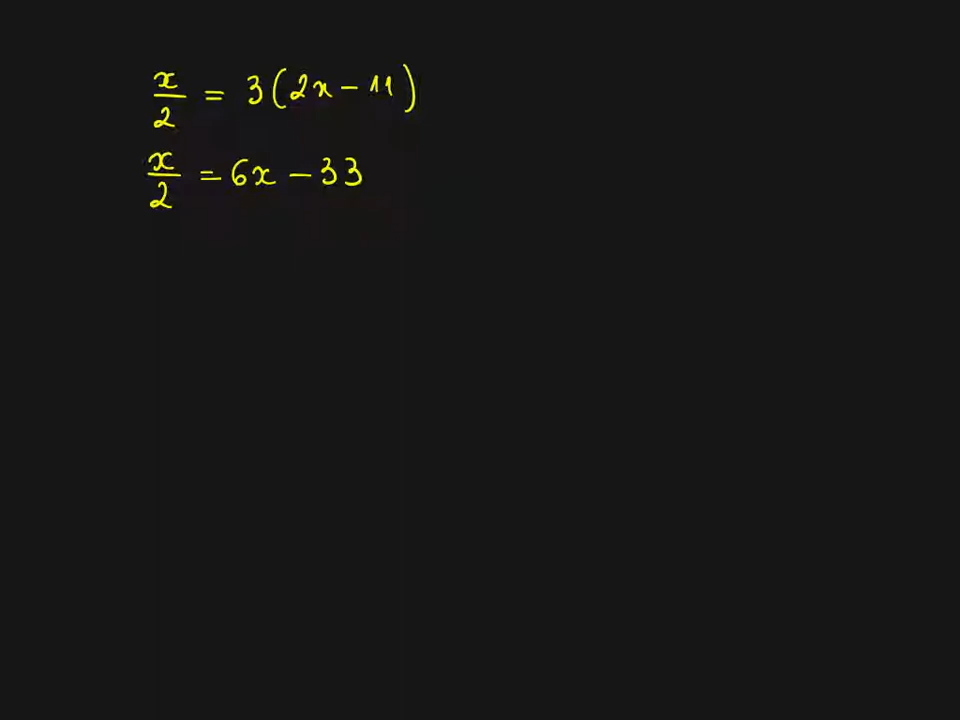 x/2 = 3(2x - 11)
x/2 = 6x - 33